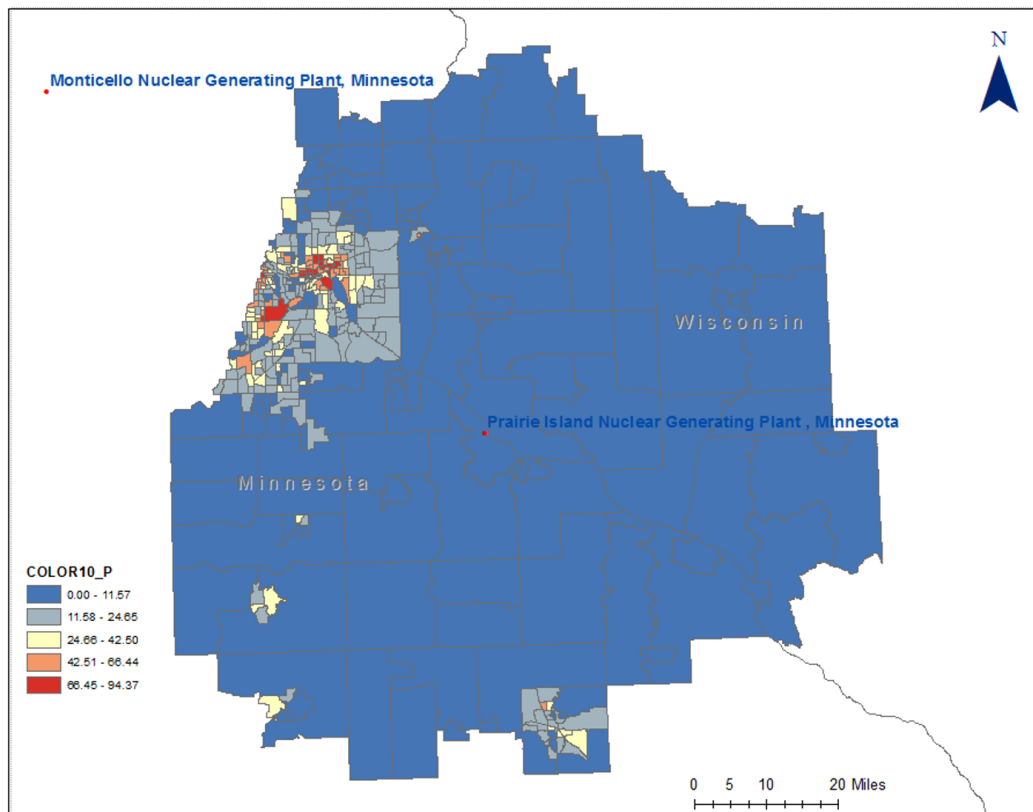 N
Monticello Nuclear Generating Plant, Minnesota
Wisconsin
Prairie Island Nuclear Generating Plant , Minnesota
Minnesota
COLOR10_P
0.00 - 11.57
11.58 - 24.65
24.66 - 42.50
42.51 - 66.44
66.45 - 94.37
0 5 10 20 Miles